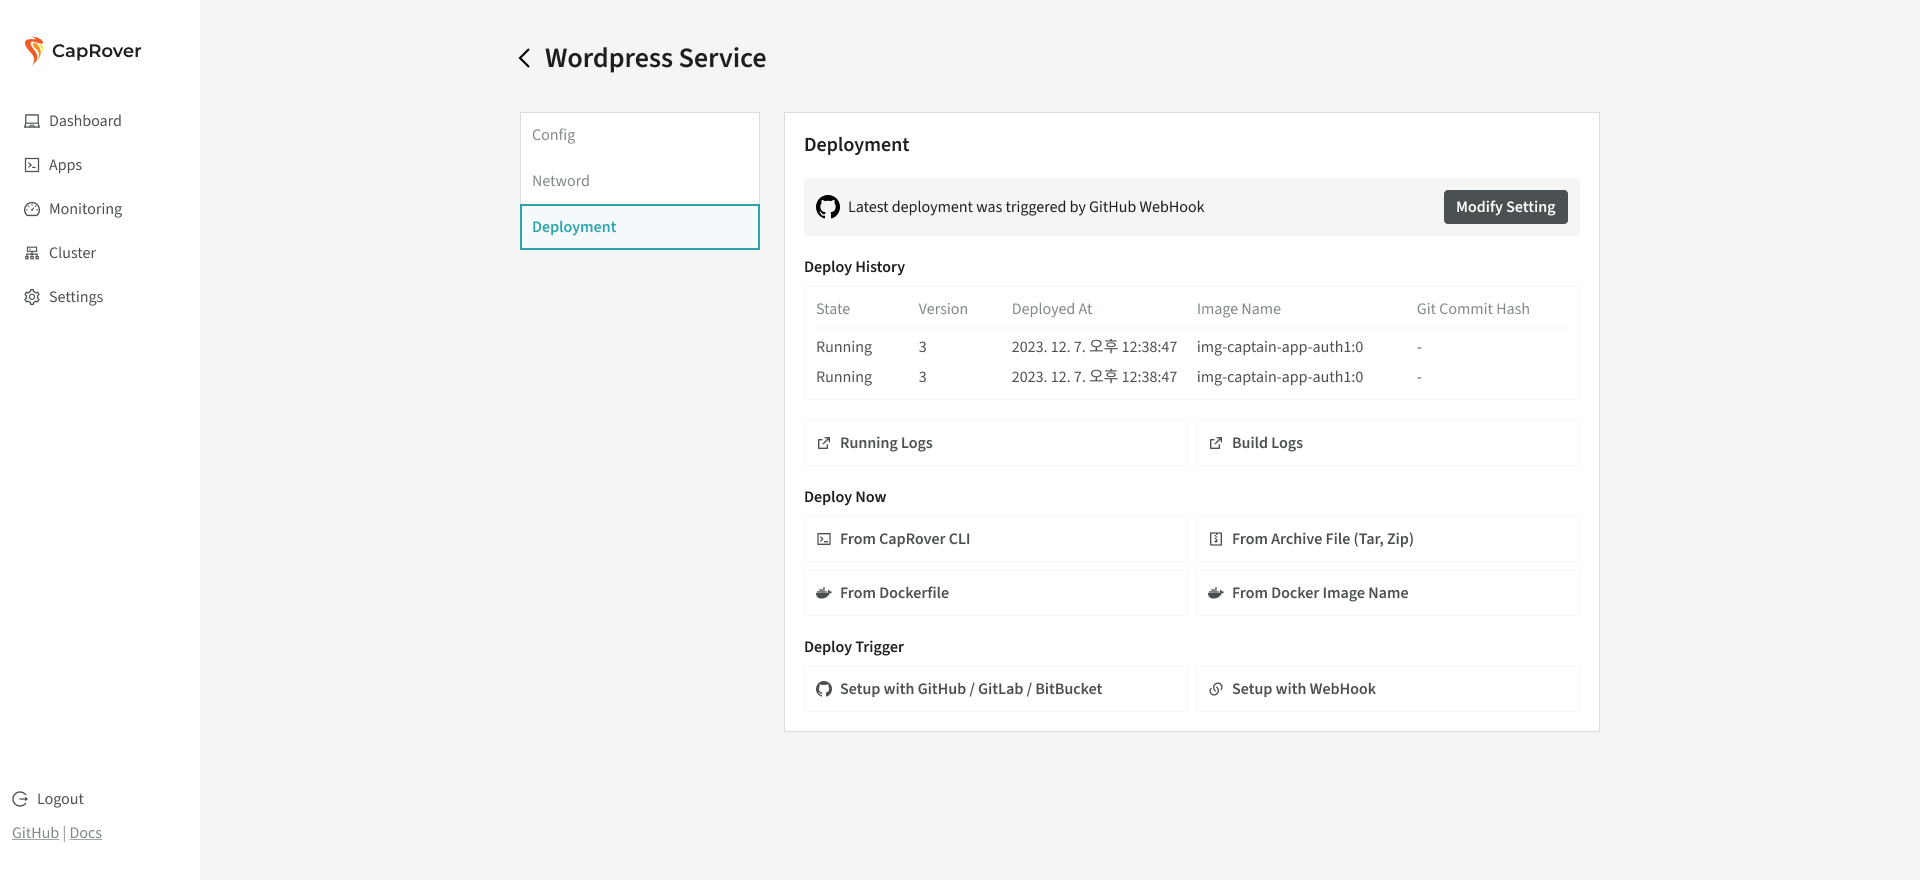 CapRover
Dashboard
Apps
Monitoring
Cluster
Settings
Logout
GitHub | Docs
Wordpress Service
Config
Netword
Deployment
Deployment
Latest deployment was triggered by GitHub WebHook
Modify Setting
Deploy History
State Version Deployed At Image Name Git Commit Hash
Running 3 2023. 12. 7. 오후 12:38:47 img-captain-app-auth1:0 -
Running 3 2023. 12. 7. 오후 12:38:47 img-captain-app-auth1:0 -
Running Logs
Build Logs
Deploy Now
From CapRover CLI
From Archive File (Tar, Zip)
From Dockerfile
From Docker Image Name
Deploy Trigger
Setup with GitHub / GitLab / BitBucket
Setup with WebHook